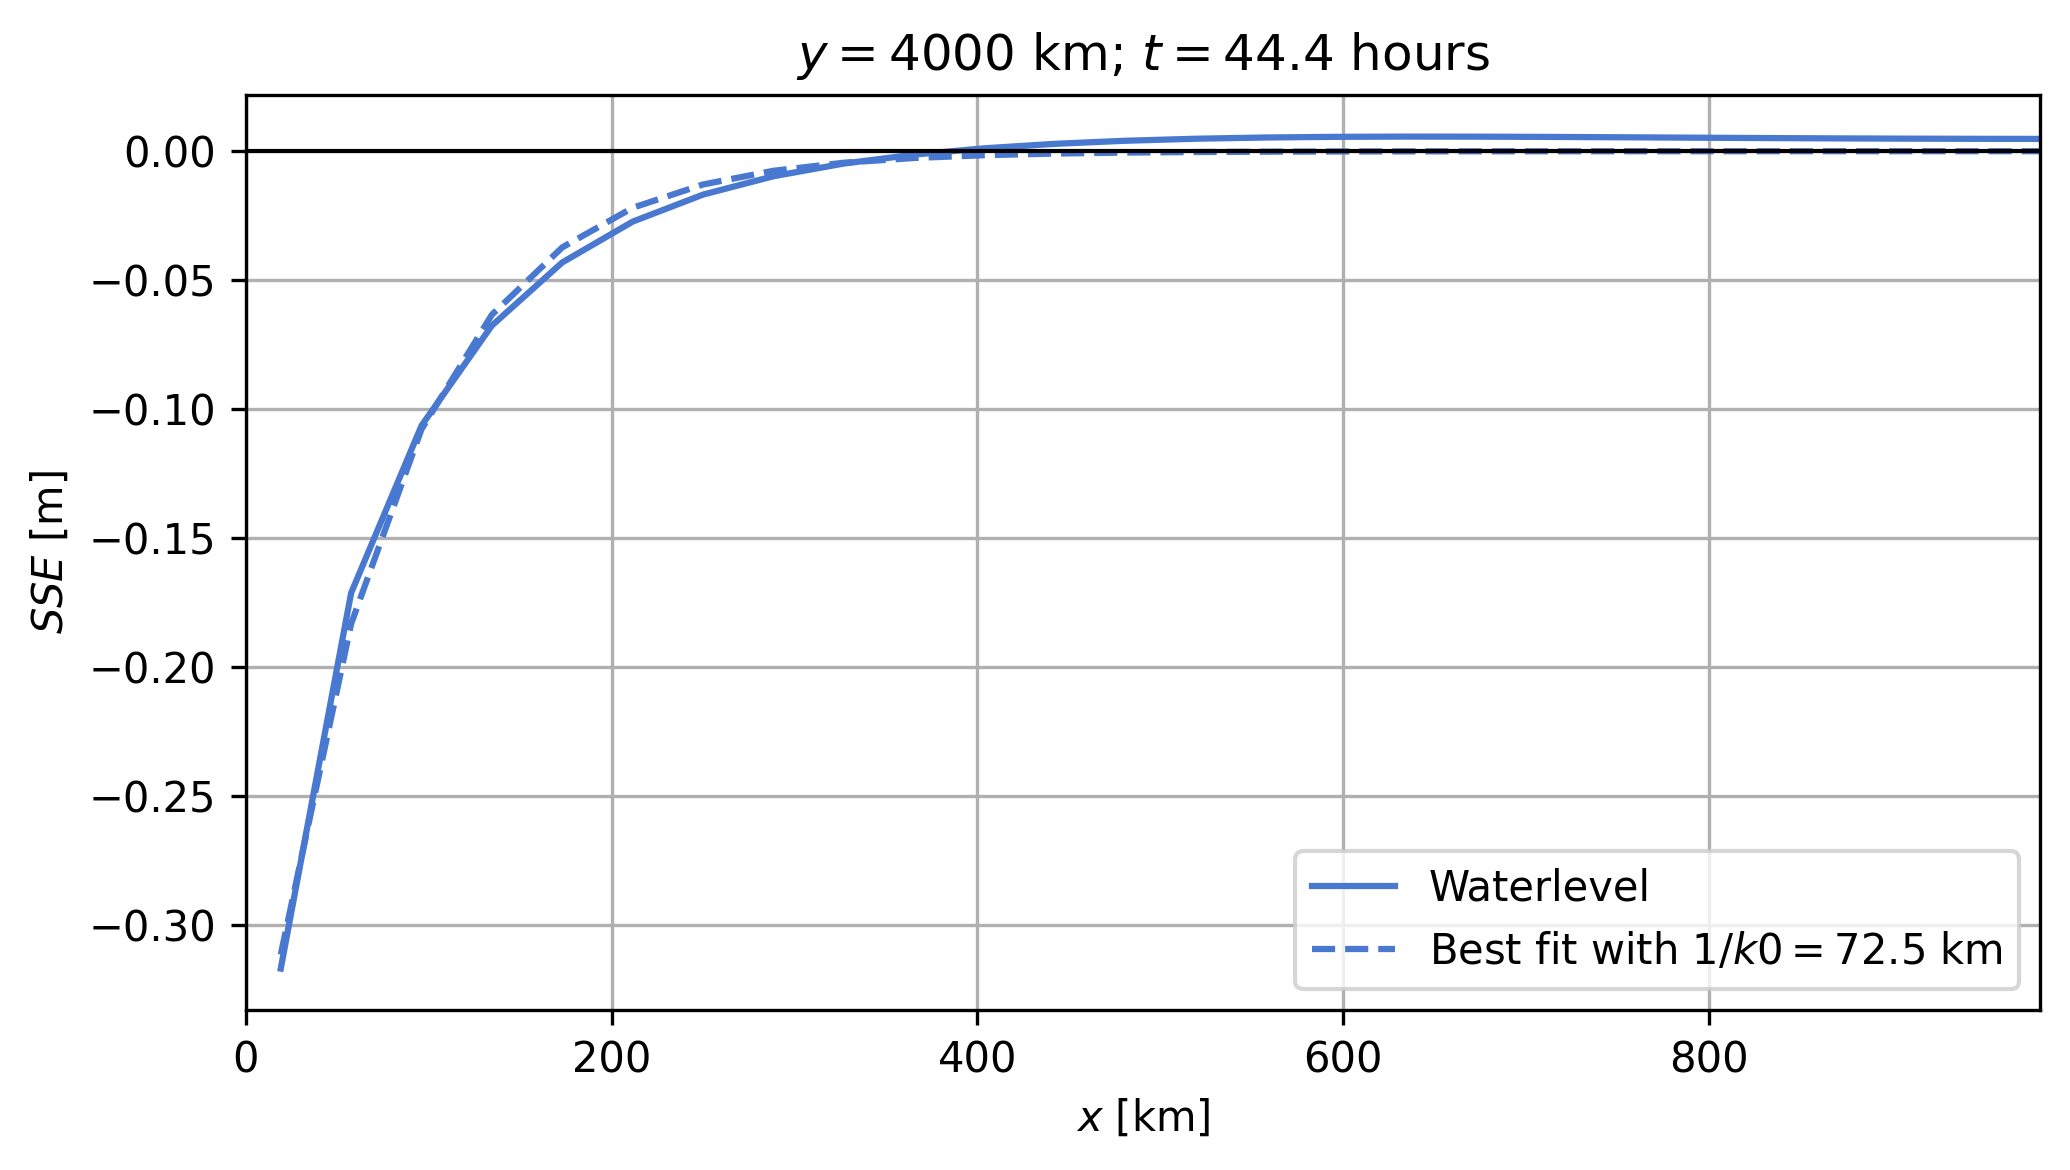 y = 4000 km; t = 44.4 hours
0.00
−0.05
−0.10
−0.15
−0.20
−0.25
−0.30
SSE [m]
Waterlevel
Best fit with 1/k0 = 72.5 km
0 200 400 600 800
x [km]